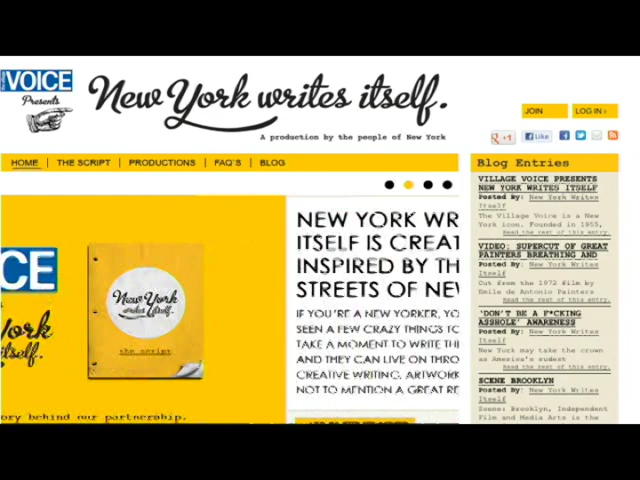 VOICE
Presents
New York writes itself.
A production by the people of New York
JOIN
LOG IN ›
+1
Like
HOME | THE SCRIPT | PRODUCTIONS | FAQ'S | BLOG
Blog Entries
VILLAGE VOICE PRESENTS
NEW YORK WRITES ITSELF
Posted By: New York Writes
Itself
The Village Voice is a New
York icon. Founded in 1955,
Read the rest of this entry.
VIDEO: SUPERCUT OF GREAT
PAINTERS BREATHING AND
Posted By: New York Writes
Itself
Cut from the 1972 film by
Emile de Antonio Painters
Read the rest of this entry.
'DON'T BE A F*CKING
ASSHOLE' AWARENESS
Posted By: New York Writes
Itself
New York may take the crown
as America's rudest
Read the rest of this entry.
SCENE BROOKLYN
Posted By: New York Writes
Itself
Scene: Brooklyn, Independent
Film and Media Arts is the
CE
ork
itself.
New York
writes itself.
the script
ory behind our partnership.
NEW YORK WR
ITSELF IS CREAT
INSPIRED BY TH
STREETS OF NEW
IF YOU'RE A NEW YORKER, YO
SEEN A FEW CRAZY THINGS TO
TAKE A MOMENT TO WRITE TH
AND THEY CAN LIVE ON THRO
CREATIVE WRITING, ARTWORK
NOT TO MENTION A GREAT RE